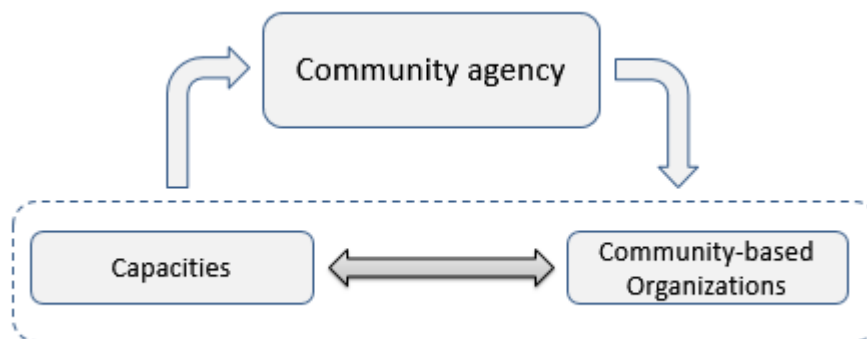 Community agency
Capacities
Community-based
Organizations